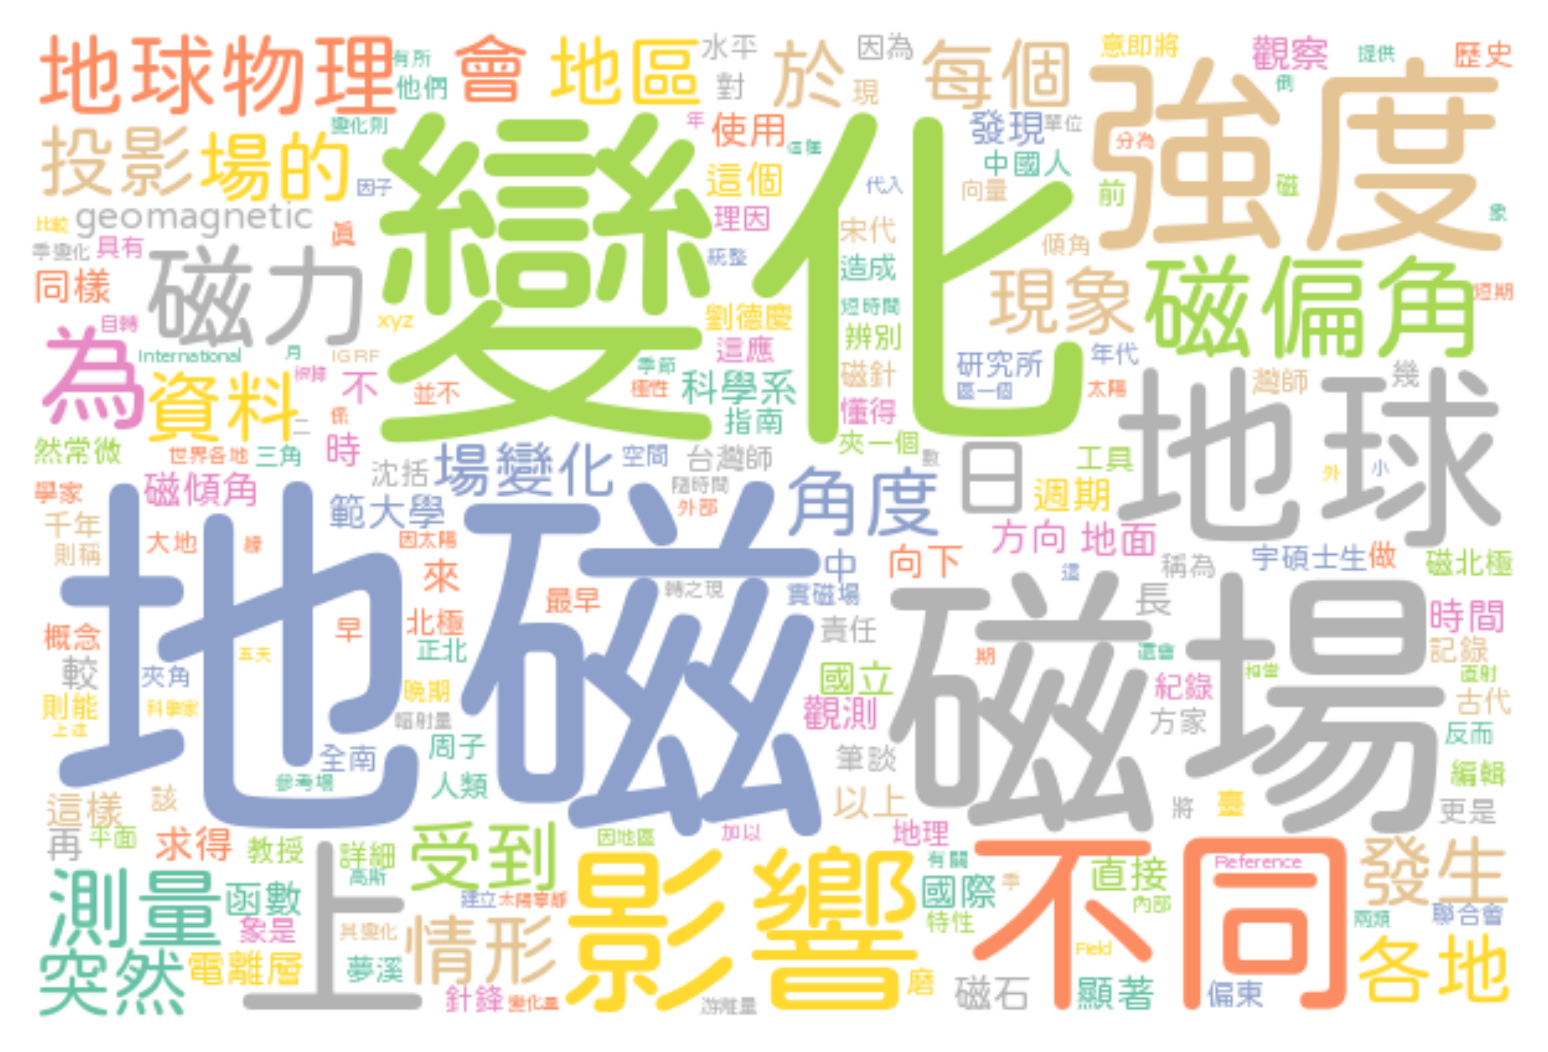 地球物理
有所
他們
會
地區
水平
對
於
因為
現
每個
意即將
觀察
提供
倒
歷史
投影
場的
變化則
因子
變化
年
使用
這個
理因
統整
代入
發現
單位
中國人
向量
前
分為
強度
磁
象
比較
geomagnetic
季變化
具有
同樣
目轉
磁力
xyz
宋代
造成
短時間
辨別
傾角
現象
磁偏角
短期
為
International
月
IGRF
資料
不
並不
係
二
劉德慶
這應
季節
極性
科學系
指南
磁針
懂得
夾一個
數
研究所
區一個
年代
太陽
灣師
幾
地球
外
小
然常微
世界各地
三角
時
沈括
場變化
空間
台灣師
隨時間
外部
角度
日
工具
週期
學家
磁傾角
範大學
千年
則稱
大地
緣
因太陽
來
地磁
中
向下
方向
地面
這
稱為
宇碩士生
做
磁北極
概念
早
北極
最早
轉之現
實磁場
長
磁場
時間
較
夾角
五天
正北
責任
期
還會
相當
記錄
直射
則能
科學家
上述
晚期
輻射量
國立
觀測
紀錄
方家
古代
反而
全南
參考場
周子
人類
筆談
編輯
這樣
該
以上
將
臺
更是
再
平面
求得
教授
上
詳細
高斯
受到
因地區
加以
地理
有關
影響
不同
Reference
直接
內部
發生
測量
函數
象是
其變化
情形
建立
太陽寧靜
國際
季
特性
兩類
聯合會
突然
電離層
夢溪
針鋒
變化量
游離量
磨
磁石
Field
顯著
偏東
各地